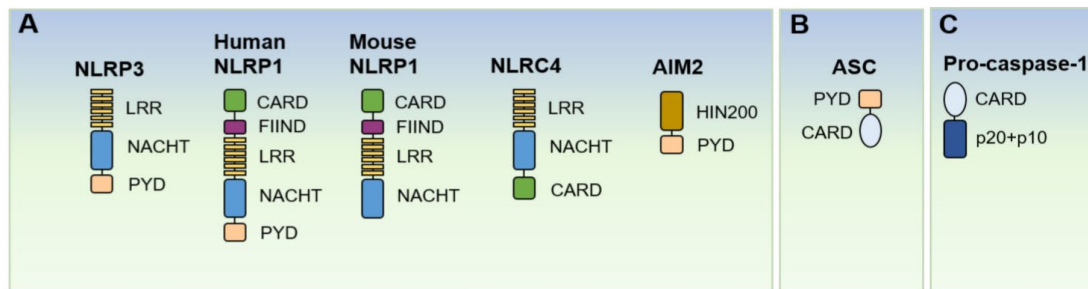 A
NLRP3
LRR
NACHT
PYD
Human
NLRP1
CARD
FIIND
LRR
NACHT
PYD
Mouse
NLRP1
CARD
FIIND
LRR
NACHT
NLRC4
LRR
NACHT
CARD
AIM2
HIN200
PYD
B
ASC
PYD
CARD
C
Pro-caspase-1
CARD
p20+p10